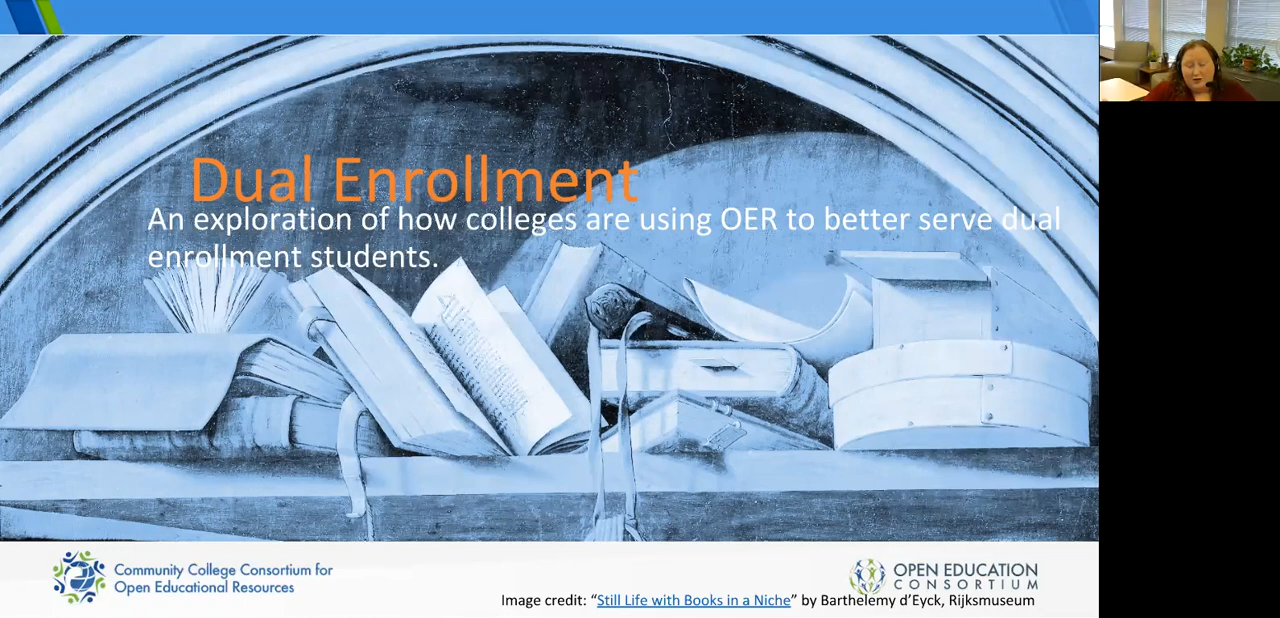 Dual Enrollment
An exploration of how colleges are using OER to better serve dual
enrollment students.
Community College Consortium for
Open Educational Resources
OPEN EDUCATION
CONSORTIUM
Image credit: “Still Life with Books in a Niche” by Barthelemy d’Eyck, Rijksmuseum